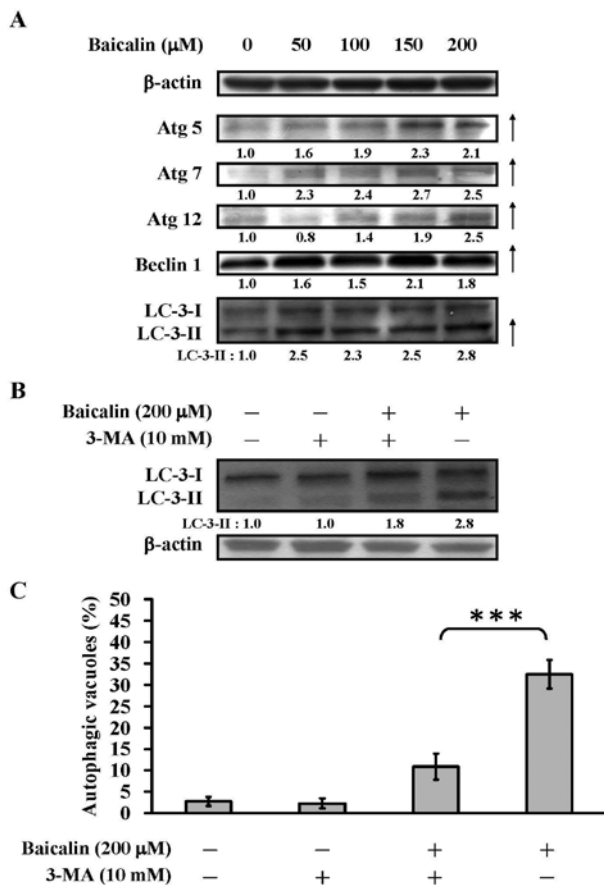 A
Baicalin (μM) 0 50 100 150 200
β-actin
Atg 5
1.0 1.6 1.9 2.3 2.1
Atg 7
1.0 2.3 2.4 2.7 2.5
Atg 12
1.0 0.8 1.4 1.9 2.5
Beclin 1
1.0 1.6 1.5 2.1 1.8
LC-3-I
LC-3-II
LC-3-II : 1.0 2.5 2.3 2.5 2.8
B
Baicalin (200 μM) − − + +
3-MA (10 mM) − + + −
LC-3-I
LC-3-II
LC-3-II : 1.0 1.0 1.8 2.8
β-actin
C
Autophagic vacuoles (%)
50
45
40
35
30
25
20
15
10
5
0
***
Baicalin (200 μM) − − + +
3-MA (10 mM) − + + −